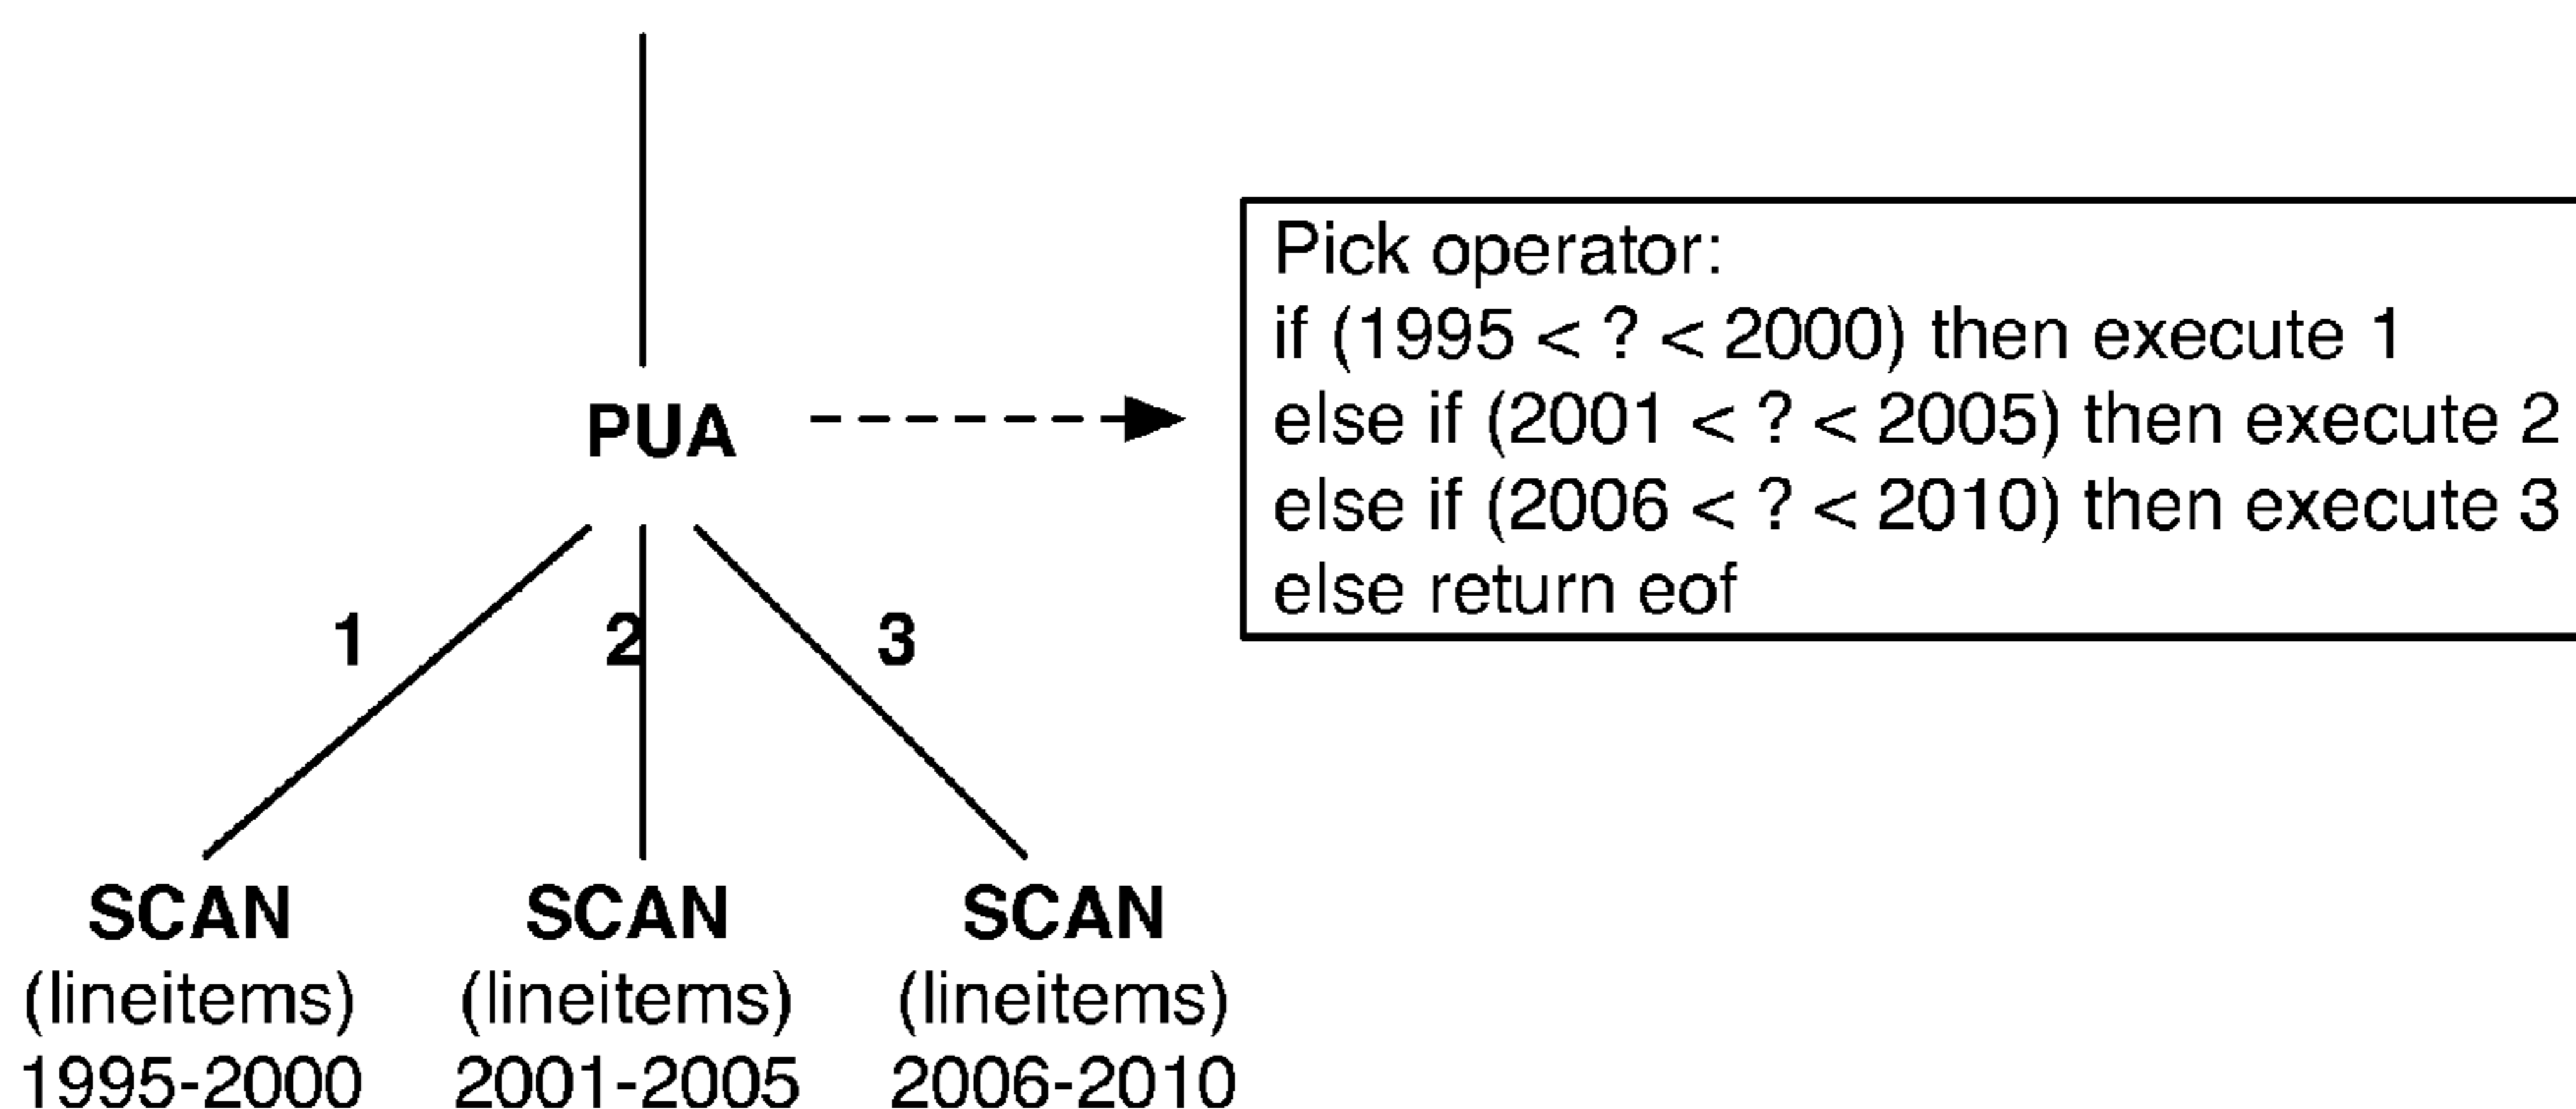 Pick operator:
if (1995 < ? < 2000) then execute 1
else if (2001 < ? < 2005) then execute 2
else if (2006 < ? < 2010) then execute 3
else return eof
PUA
1 2 3
SCAN SCAN SCAN
(lineitems) (lineitems) (lineitems)
1995-2000 2001-2005 2006-2010